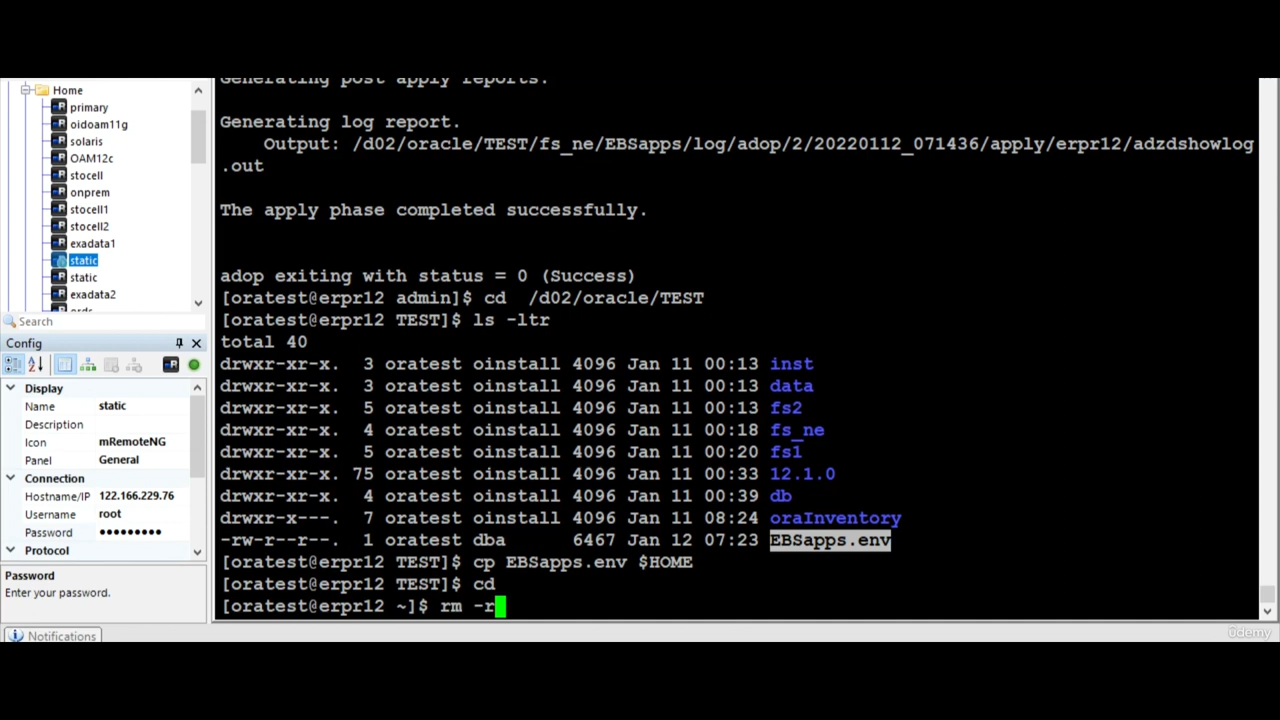 Home
primary
oidoam11g
solaris
OAM12c
stocell
onprem
stocell1
stocell2
exadata1
static
static
exadata2
Search
Config
Display
Name static
Description
Icon mRemoteNG
Panel General
Connection
Hostname/IP 122.166.229.76
Username root
Password •••••••••
Protocol
Password
Enter your password.
Notifications
Generating post apply reports.
Generating log report.
Output: /d02/oracle/TEST/fs_ne/EBSapps/log/adop/2/20220112_071436/apply/erpr12/adzdshowlog
.out
The apply phase completed successfully.
adop exiting with status = 0 (Success)
[oratest@erpr12 admin]$ cd  /d02/oracle/TEST
[oratest@erpr12 TEST]$ ls -ltr
total 40
drwxr-xr-x.  3 oratest oinstall 4096 Jan 11 00:13 inst
drwxr-xr-x.  3 oratest oinstall 4096 Jan 11 00:13 data
drwxr-xr-x.  5 oratest oinstall 4096 Jan 11 00:13 fs2
drwxr-xr-x.  4 oratest oinstall 4096 Jan 11 00:18 fs_ne
drwxr-xr-x.  5 oratest oinstall 4096 Jan 11 00:20 fs1
drwxr-xr-x. 75 oratest oinstall 4096 Jan 11 00:33 12.1.0
drwxr-xr-x.  4 oratest oinstall 4096 Jan 11 00:39 db
drwxr-x---.  7 oratest oinstall 4096 Jan 11 08:24 oraInventory
-rw-r--r--.  1 oratest dba      6467 Jan 12 07:23 EBSapps.env
[oratest@erpr12 TEST]$ cp EBSapps.env $HOME
[oratest@erpr12 TEST]$ cd
[oratest@erpr12 ~]$ rm -r
ûdemy